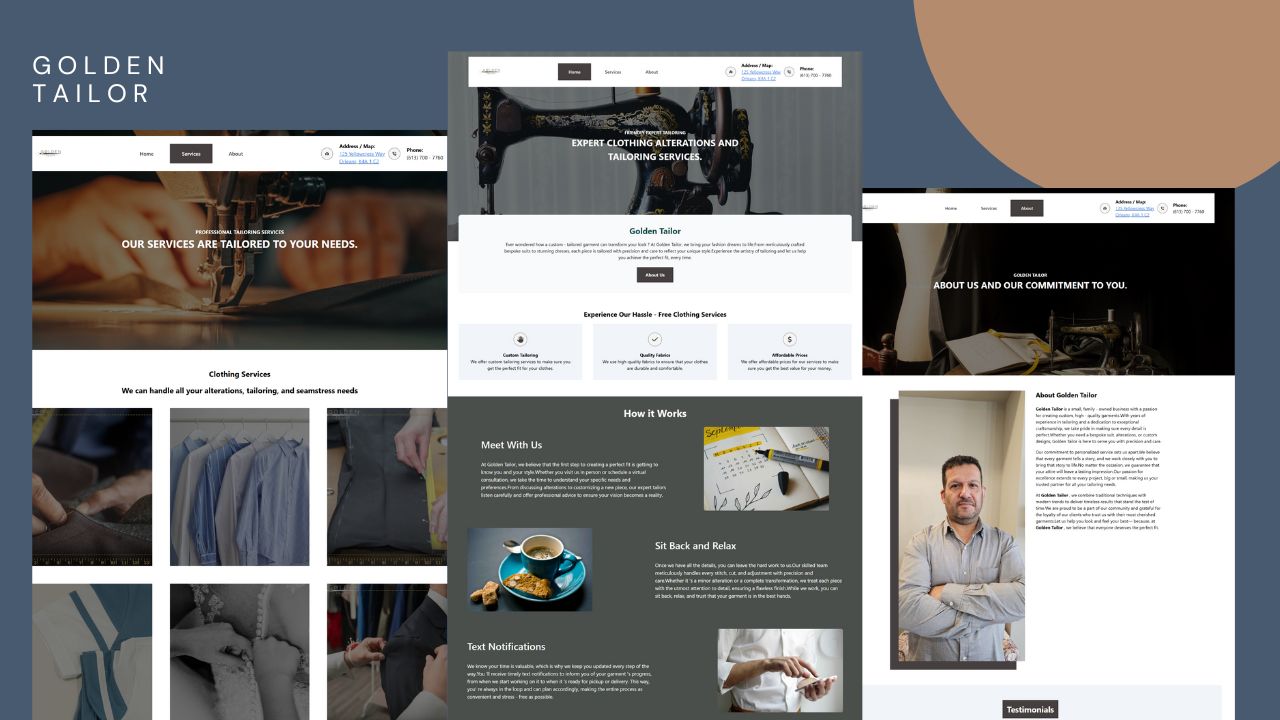 GOLDEN
TAILOR
GOLDEN
Home
Services
About
Address / Map:
125 Yellowcress Way
Orleans, K4A 1 C2
Phone:
(613) 700 - 7760
PROFESSIONAL TAILORING SERVICES
OUR SERVICES ARE TAILORED TO YOUR NEEDS.
Clothing Services
We can handle all your alterations, tailoring, and seamstress needs
Home
Services
About
Address / Map:
125 Yellowcress Way
Orleans, K4A 1 C2
Phone:
(613) 700 - 7760
FRIENDLY EXPERT TAILORING
EXPERT CLOTHING ALTERATIONS AND
TAILORING SERVICES.
Golden Tailor
Ever wondered how a custom - tailored garment can transform your look ? At Golden Tailor, we bring your fashion dreams to life.From meticulously crafted
bespoke suits to stunning dresses, each piece is tailored with precision and care to reflect your unique style.Experience the artistry of tailoring and let us help
you achieve the perfect fit, every time.
About Us
Experience Our Hassle - Free Clothing Services
Custom Tailoring
We offer custom tailoring services to make sure you
get the perfect fit for your clothes.
Quality Fabrics
We use high quality fabrics to ensure that your clothes
are durable and comfortable.
Affordable Prices
We offer affordable prices for our services to make
sure you get the best value for your money.
How it Works
Meet With Us
At Golden Tailor, we believe that the first step to creating a perfect fit is getting to
know you and your style.Whether you visit us in person or schedule a virtual
consultation, we take the time to understand your specific needs and
preferences.From discussing alterations to customizing a new piece, our expert tailors
listen carefully and offer professional advice to ensure your vision becomes a reality.
September
Sit Back and Relax
Once we have all the details, you can leave the hard work to us.Our skilled team
meticulously handles every stitch, cut, and adjustment with precision and
care.Whether it 's a minor alteration or a complete transformation, we treat each piece
with the utmost attention to detail, ensuring a flawless finish.While we work, you can
sit back, relax, and trust that your garment is in the best hands.
Text Notifications
We know your time is valuable, which is why we keep you updated every step of the
way.You 'll receive timely text notifications to inform you of your garment 's progress,
from when we start working on it to when it 's ready for pickup or delivery. This way,
you' re always in the loop and can plan accordingly, making the entire process as
convenient and stress - free as possible.
Home
Services
About
Address / Map:
125 Yellowcress Way
Orleans, K4A 1 C2
Phone:
(613) 700 - 7760
GOLDEN TAILOR
ABOUT US AND OUR COMMITMENT TO YOU.
About Golden Tailor
Golden Tailor is a small, family - owned business with a passion
for creating custom, high - quality garments.With years of
experience in tailoring and a dedication to exceptional
craftsmanship, we take pride in making sure every detail is
perfect.Whether you need a bespoke suit, alterations, or custom
designs, Golden Tailor is here to serve you with precision and care.
Our commitment to personalized service sets us apart.We believe
that every garment tells a story, and we work closely with you to
bring that story to life.No matter the occasion, we guarantee that
your attire will leave a lasting impression.Our passion for
excellence extends to every project, big or small, making us your
trusted partner for all your tailoring needs.
At Golden Tailor , we combine traditional techniques with
modern trends to deliver timeless results that stand the test of
time.We are proud to be a part of our community and grateful for
the loyalty of our clients who trust us with their most cherished
garments.Let us help you look and feel your best— because, at
Golden Tailor , we believe that everyone deserves the perfect fit.
Testimonials